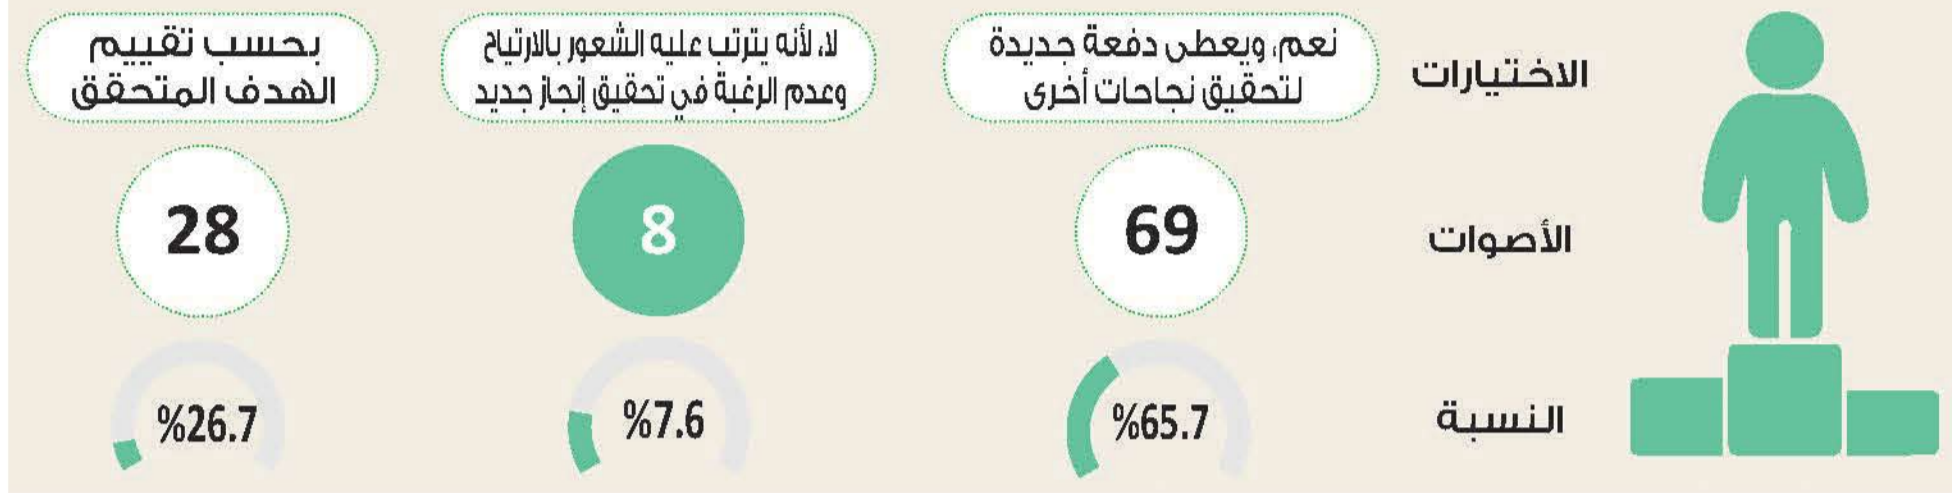 الاختيارات
نعم، ويعطى دفعة جديدة
لتحقيق نجاحات أخرى
لا، لأنه يترتب عليه الشعور بالارتياح
وعدم الرغبة في تحقيق إنجاز جديد
بحسب تقييم
الهدف المتحقق
الأصوات
69
8
28
النسبة
%65.7
%7.6
%26.7